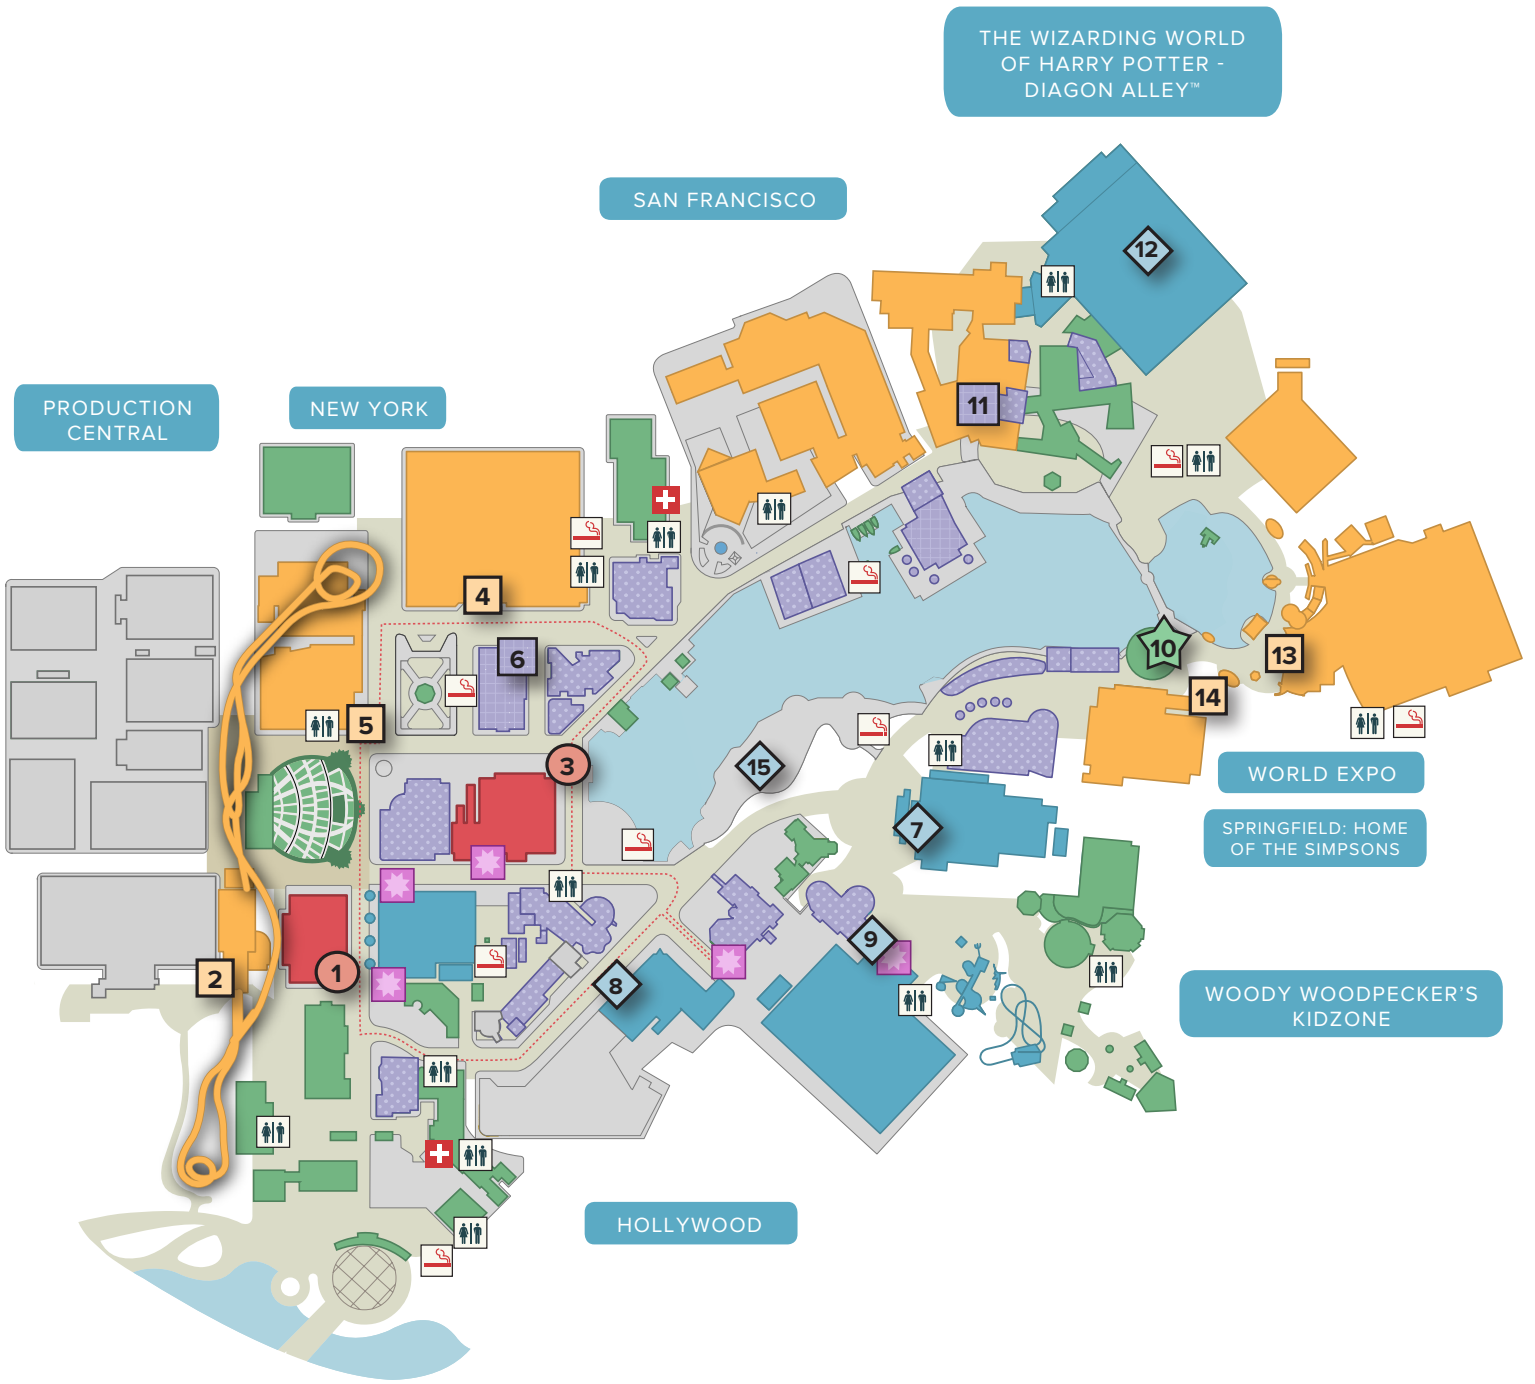 THE WIZARDING WORLD
OF HARRY POTTER -
DIAGON ALLEY™
SAN FRANCISCO
12
PRODUCTION
CENTRAL
NEW YORK
11
4
10
13
6
14
5
3
15
WORLD EXPO
7
SPRINGFIELD: HOME
OF THE SIMPSONS
9
1
2
8
WOODY WOODPECKER'S
KIDZONE
HOLLYWOOD